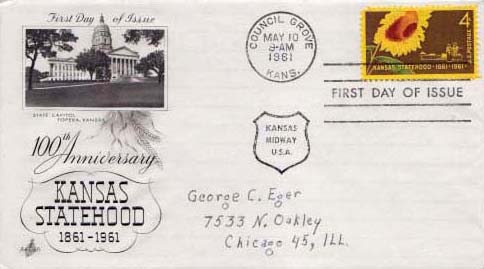 First Day of Issue
STATE CAPITOL
TOPEKA, KANSAS
100th Anniversary
KANSAS
STATEHOOD
1861-1961
COUNCIL GROVE
MAY 10
9-AM
1961
KANS.
4¢
U.S. POSTAGE
KANSAS STATEHOOD · 1861-1961
FIRST DAY OF ISSUE
KANSAS
MIDWAY
U.S.A.
George C. Eger
7533 N. Oakley
Chicago 45, ILL.